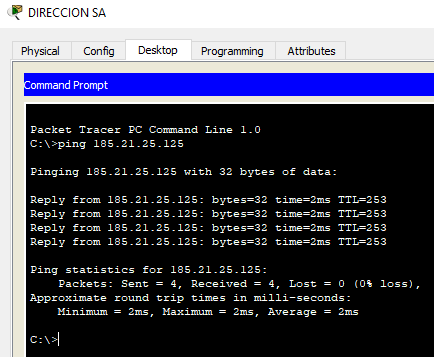 DIRECCION SA
Physical Config Desktop Programming Attributes
Command Prompt
Packet Tracer PC Command Line 1.0
C:\>ping 185.21.25.125
Pinging 185.21.25.125 with 32 bytes of data:
Reply from 185.21.25.125: bytes=32 time=2ms TTL=253
Reply from 185.21.25.125: bytes=32 time=2ms TTL=253
Reply from 185.21.25.125: bytes=32 time=2ms TTL=253
Reply from 185.21.25.125: bytes=32 time=2ms TTL=253
Ping statistics for 185.21.25.125:
    Packets: Sent = 4, Received = 4, Lost = 0 (0% loss),
Approximate round trip times in milli-seconds:
    Minimum = 2ms, Maximum = 2ms, Average = 2ms
C:\>